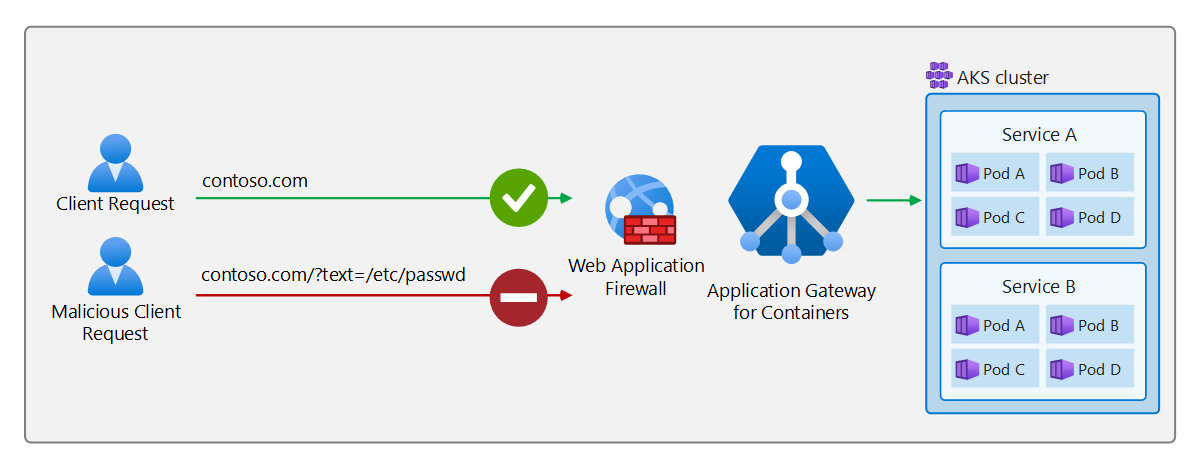 AKS cluster
Service A
Pod A
Pod B
Pod C
Pod D
Service B
Pod A
Pod B
Pod C
Pod D
contoso.com
Client Request
contoso.com/?text=/etc/passwd
Malicious Client
Request
Web Application
Firewall
Application Gateway
for Containers